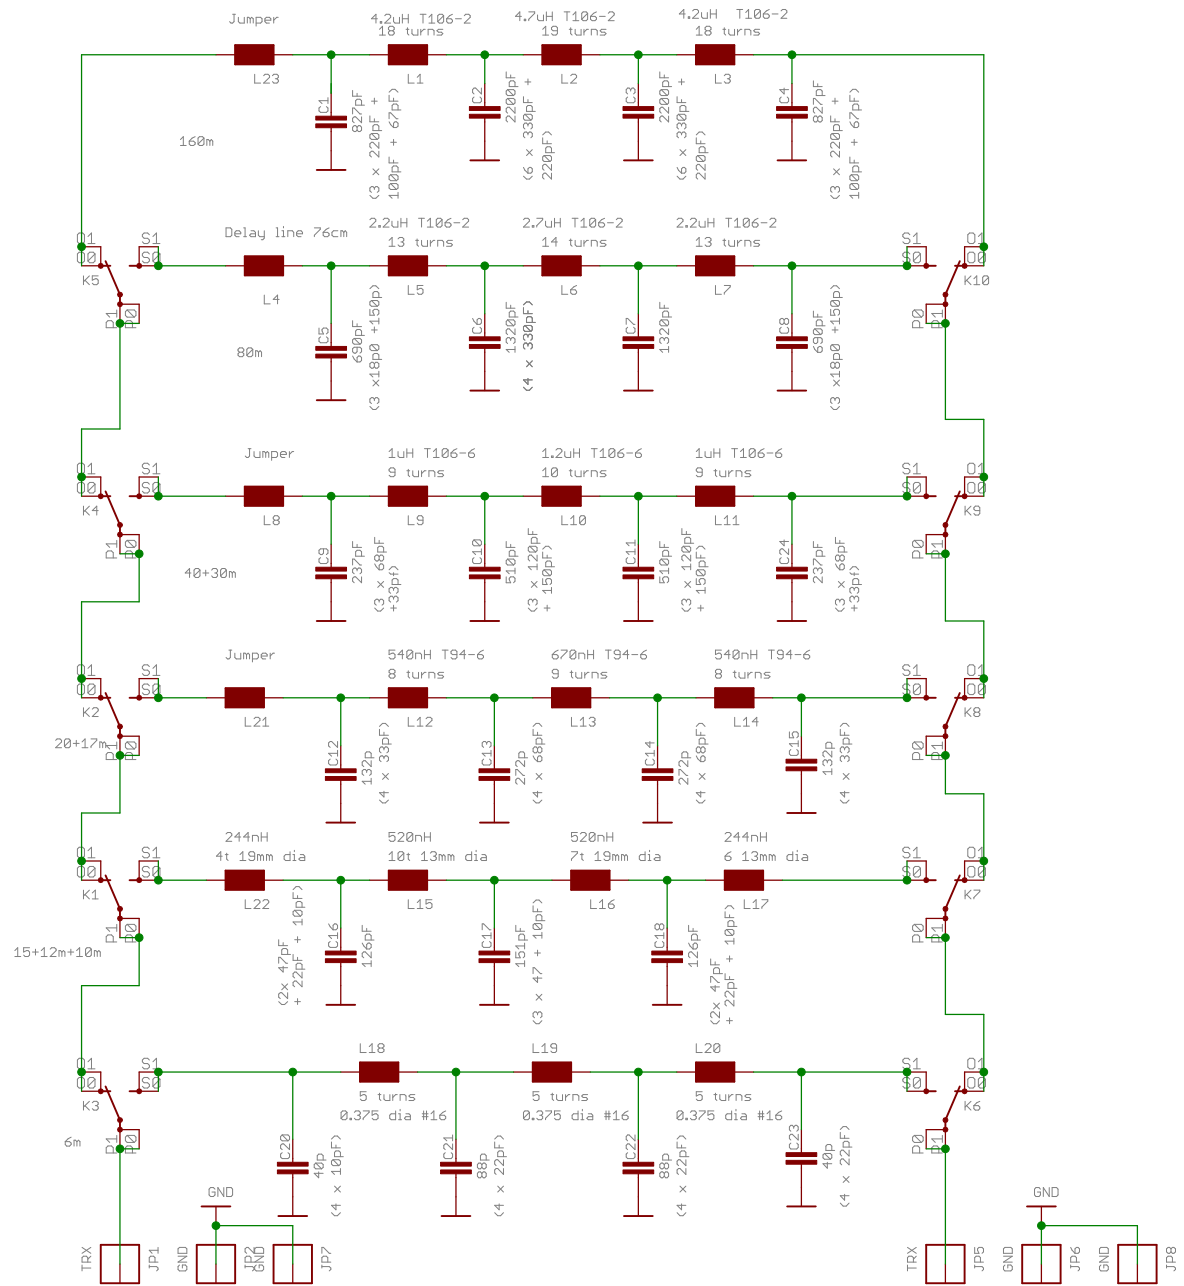 Jumper
4.2uH T106-2
18 turns
4.7uH T106-2
19 turns
4.2uH T106-2
18 turns
L23
L1
L2
L3
C1
827pF
(3 x 220pF +
100pF + 67pF)
C2
2200pF
(6 x 330pF +
220pF)
C3
2200pF
(6 x 330pF +
220pF)
C4
827pF
(3 x 220pF +
100pF + 67pF)
160m
O1
O0
S1
S0
K5
P1
P0
Delay line 76cm
2.2uH T106-2
13 turns
2.7uH T106-2
14 turns
2.2uH T106-2
13 turns
S1
S0
O1
O0
K10
P0
P1
L4
L5
L6
L7
C5
690pF
(3 x18p0 +150p)
C6
1320pF
(4 x 330pF)
C7
1320pF
C8
690pF
(3 x18p0 +150p)
80m
O1
O0
S1
S0
K4
P1
P0
Jumper
1uH T106-6
9 turns
1.2uH T106-6
10 turns
1uH T106-6
9 turns
S1
S0
O1
O0
K9
P0
P1
L8
L9
L10
L11
C9
237pF
(3 x 68pF
+33pf)
C10
510pF
(3 x 120pF
+ 150pF)
C11
510pF
(3 x 120pF
+ 150pF)
C24
237pF
(3 x 68pF
+33pf)
40+30m
O1
O0
S1
S0
K2
P1
P0
Jumper
540nH T94-6
8 turns
670nH T94-6
9 turns
540nH T94-6
8 turns
S1
S0
O1
O0
K8
P0
P1
L21
L12
L13
L14
C12
132p
(4 x 33pF)
C13
272p
(4 x 68pF)
C14
272p
(4 x 68pF)
C15
132p
(4 x 33pF)
20+17m
O1
O0
S1
S0
K1
P1
P0
244nH
4t 19mm dia
520nH
10t 13mm dia
520nH
7t 19mm dia
244nH
6 13mm dia
S1
S0
O1
O0
K7
P0
P1
L22
L15
L16
L17
(2x 47pF
+ 22pF + 10pF)
C16
126pF
C17
151pF
(3 x 47 + 10pF)
C18
126pF
(2x 47pF
+ 22pF + 10pF)
15+12m+10m
O1
O0
S1
S0
K3
P1
P0
L18
L19
L20
5 turns
0.375 dia #16
5 turns
0.375 dia #16
5 turns
0.375 dia #16
S1
S0
O1
O0
K6
P0
P1
C20
40p
(4 x 10pF)
C21
88p
(4 x 22pF)
C22
88p
(4 x 22pF)
C23
40p
(4 x 22pF)
6m
GND
GND
TRX
JP1
GND
JP2
GND
JP7
TRX
JP5
GND
JP6
GND
JP8